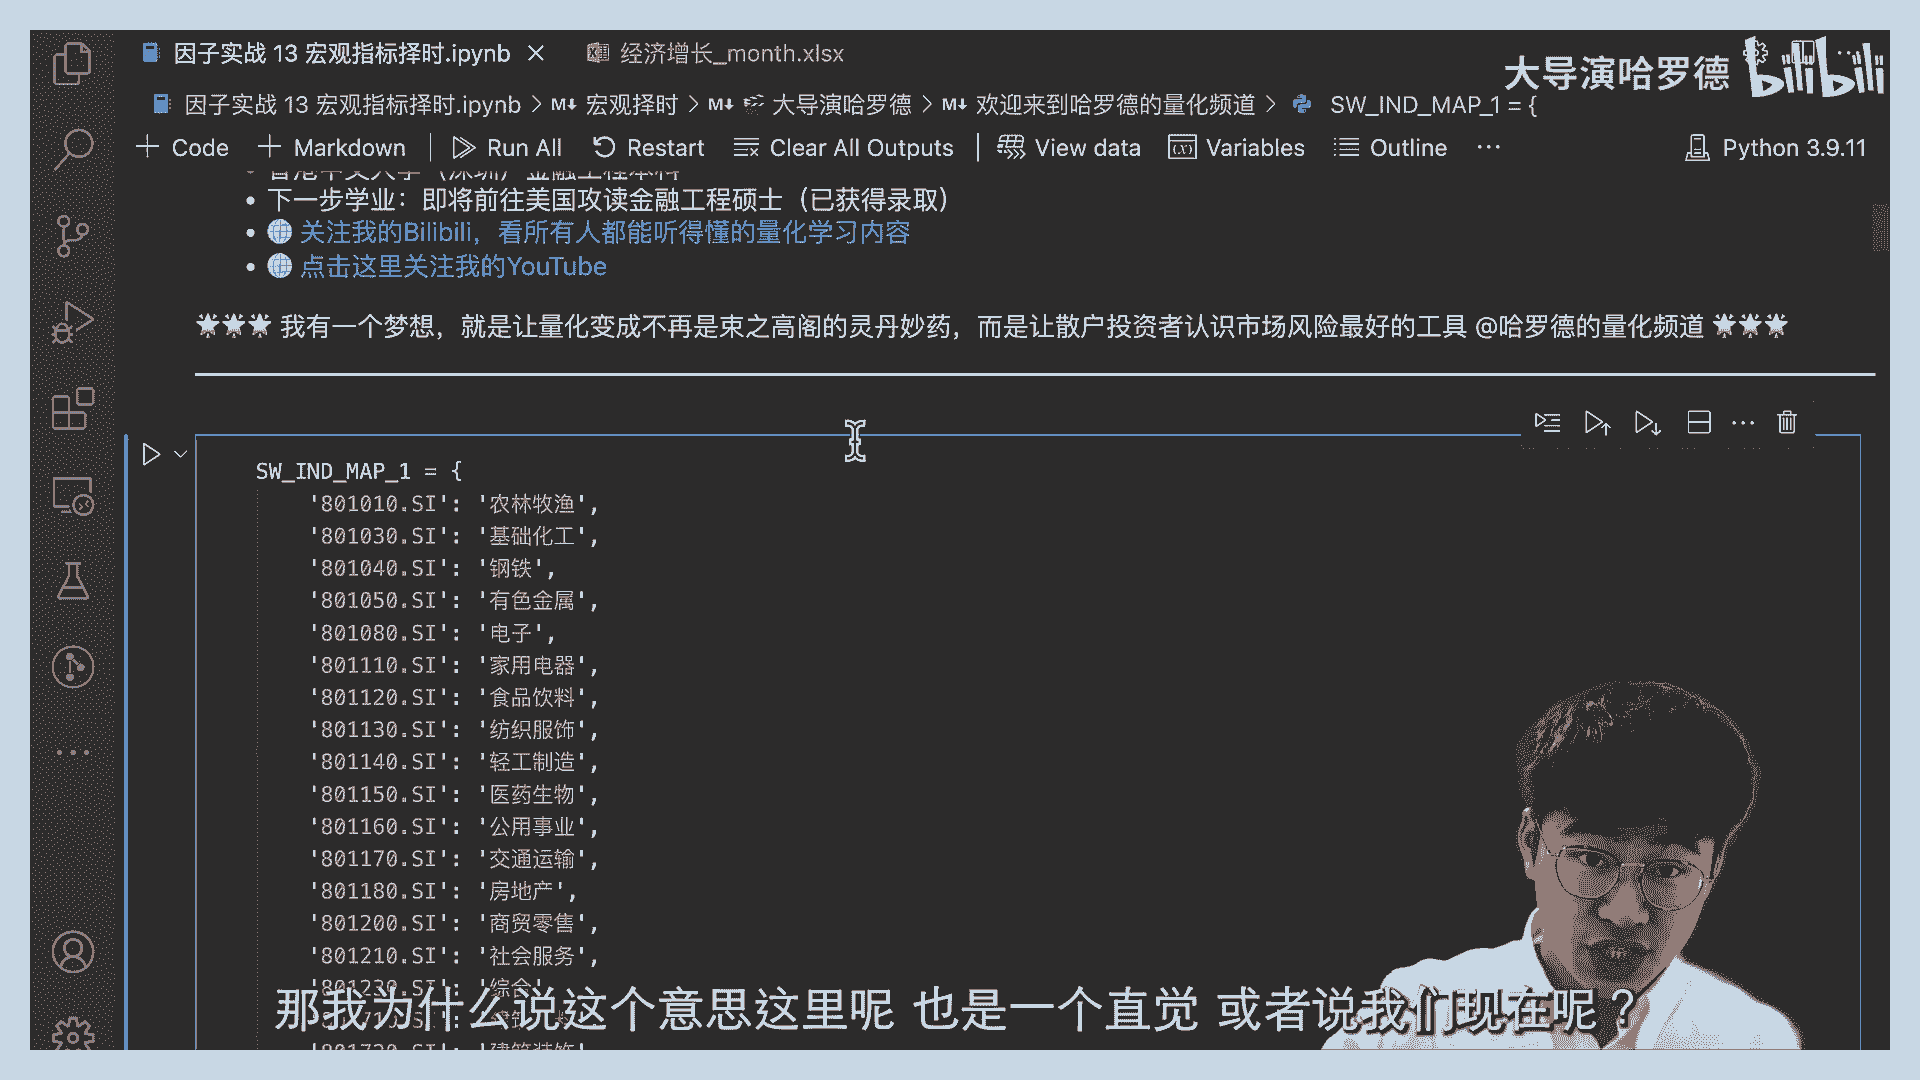 因子实战 13 宏观指标择时.ipynb
经济增长_month.xlsx
大导演哈罗德 bilibili
因子实战 13 宏观指标择时.ipynb > M↓ 宏观择时 > M↓ 大导演哈罗德 > M↓ 欢迎来到哈罗德的量化频道 > SW_IND_MAP_1 = {
+ Code + Markdown | Run All Restart Clear All Outputs | View data Variables Outline ··· Python 3.9.11
香港中文大学（深圳）金融工程本科
下一步学业：即将前往美国攻读金融工程硕士（已获得录取）
关注我的Bilibili，看所有人都能听得懂的量化学习内容
点击这里关注我的YouTube
我有一个梦想，就是让量化变成不再是束之高阁的灵丹妙药，而是让散户投资者认识市场风险最好的工具 @哈罗德的量化频道
SW_IND_MAP_1 = {
'801010.SI': '农林牧渔',
'801030.SI': '基础化工',
'801040.SI': '钢铁',
'801050.SI': '有色金属',
'801080.SI': '电子',
'801110.SI': '家用电器',
'801120.SI': '食品饮料',
'801130.SI': '纺织服饰',
'801140.SI': '轻工制造',
'801150.SI': '医药生物',
'801160.SI': '公用事业',
'801170.SI': '交通运输',
'801180.SI': '房地产',
'801200.SI': '商贸零售',
'801210.SI': '社会服务',
'801230.SI': '综合',
那我为什么说这个意思这里呢 也是一个直觉 或者说我们现在呢？
'801720.SI': '建筑装饰',